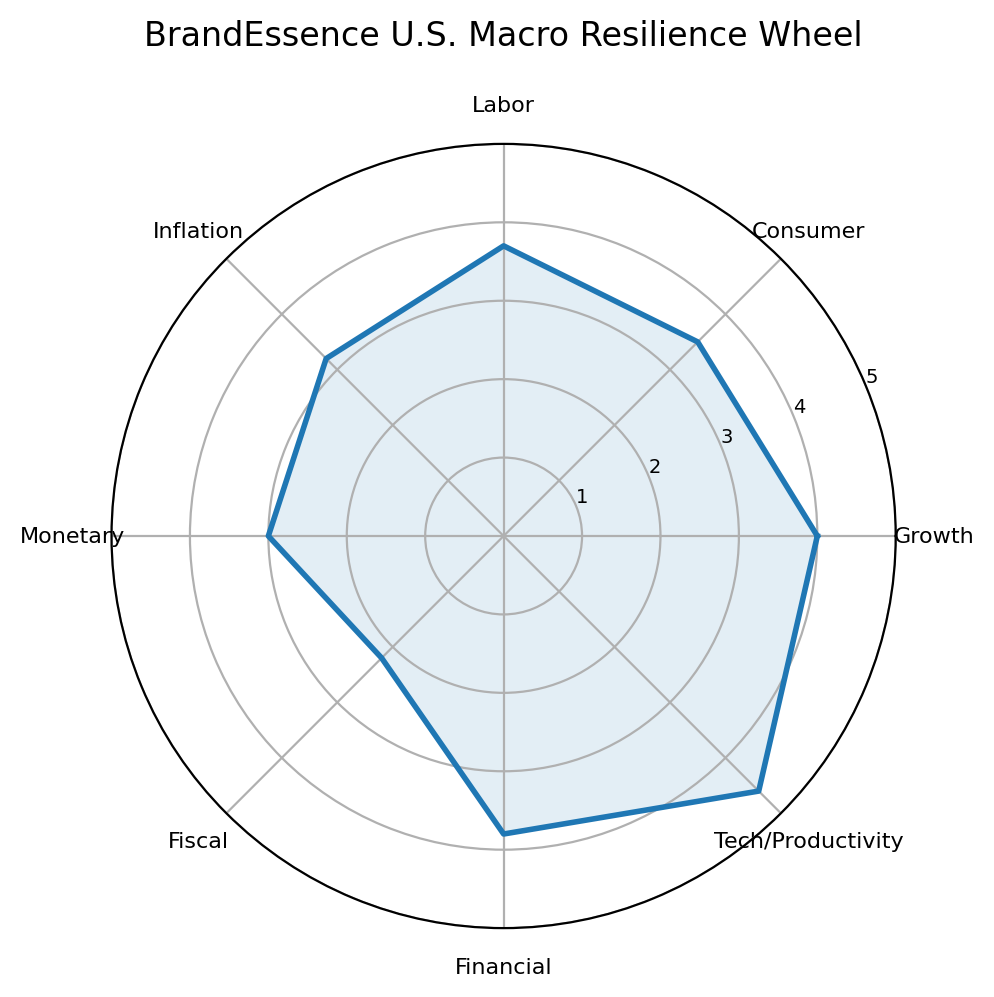 BrandEssence U.S. Macro Resilience Wheel
Labor
Inflation
Consumer
5
4
3
2
1
Monetary
Growth
Fiscal
Tech/Productivity
Financial